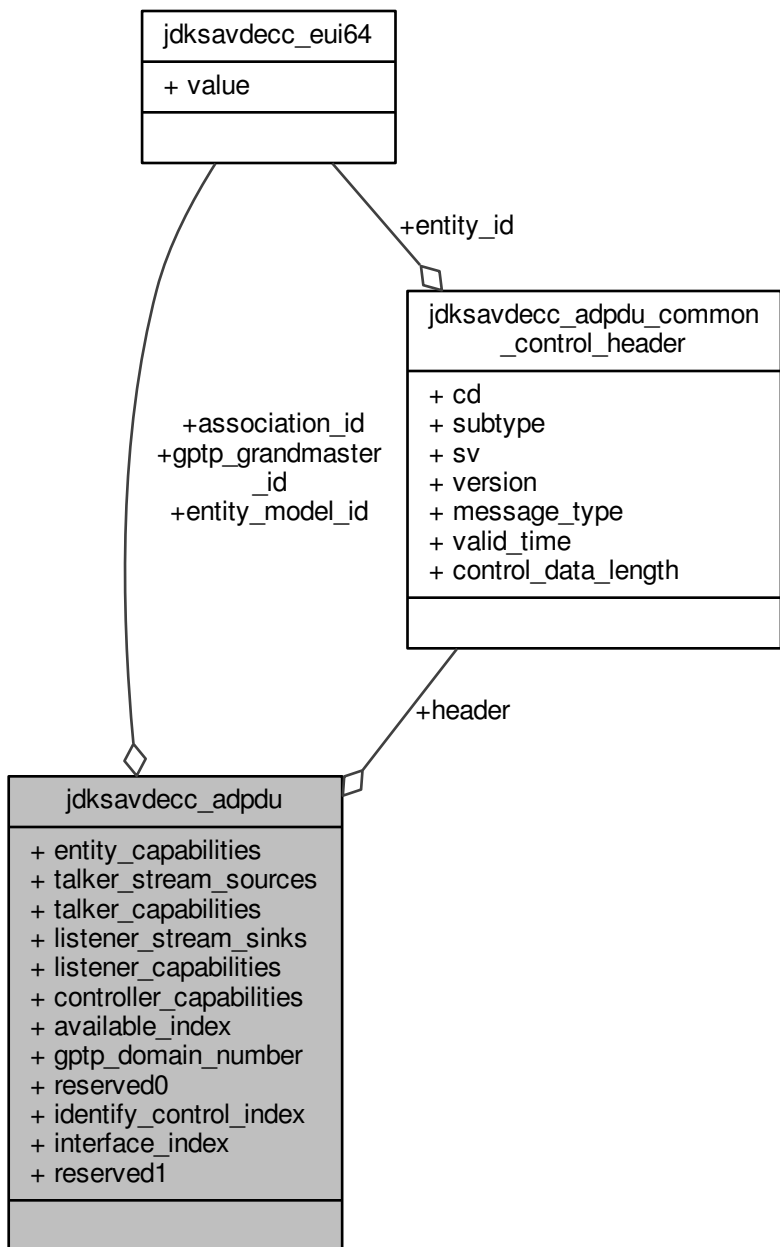 jdksavdecc_eui64
+ value
+entity_id
jdksavdecc_adpdu_common
_control_header
+ cd
+ subtype
+ sv
+ version
+ message_type
+ valid_time
+ control_data_length
+association_id
+gptp_grandmaster
_id
+entity_model_id
+header
jdksavdecc_adpdu
+ entity_capabilities
+ talker_stream_sources
+ talker_capabilities
+ listener_stream_sinks
+ listener_capabilities
+ controller_capabilities
+ available_index
+ gptp_domain_number
+ reserved0
+ identify_control_index
+ interface_index
+ reserved1